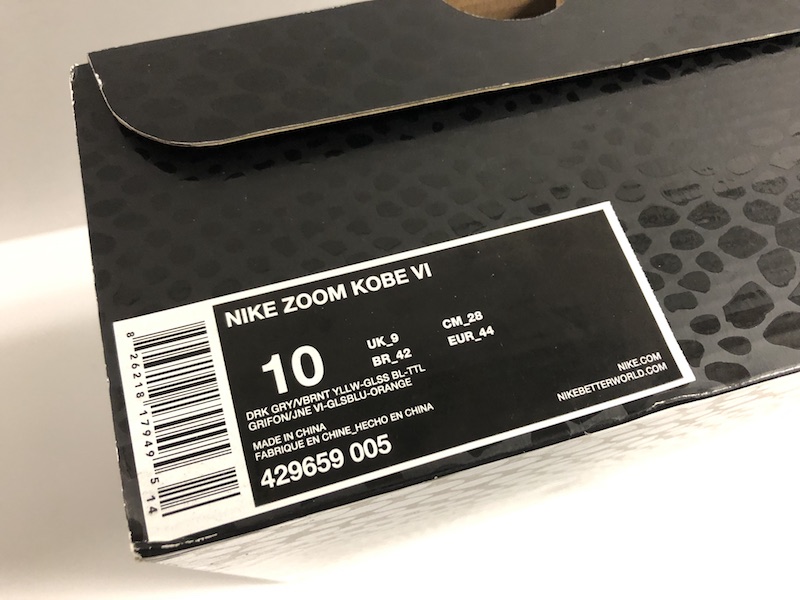 NIKE ZOOM KOBE VI
10
UK_9
CM_28
BR_42
EUR_44
DRK GRY/VBRNT YLLW-GLSS BL-TTL
GRIFON/JNE VI-GLSBLU-ORANGE
MADE IN CHINA
FABRIQUE EN CHINE_HECHO EN CHINA
429659 005
NIKE.COM
NIKEBETTERWORLD.COM
8 26218 17949 5 14